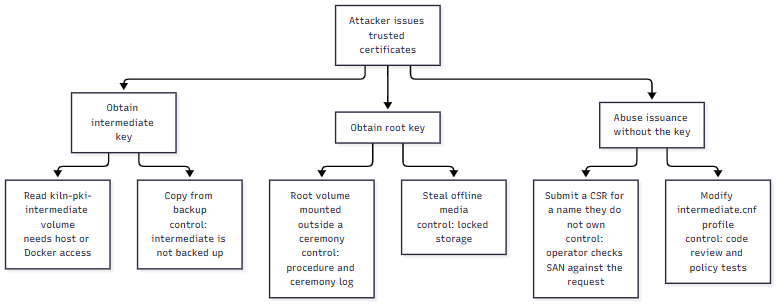 Attacker issues
trusted
certificates
Obtain
intermediate
key
Obtain root key
Abuse issuance
without the key
Read kiln-pki-
intermediate
volume
needs host or
Docker access
Copy from
backup
control:
intermediate is
not backed up
Root volume
mounted
outside a
ceremony
control:
procedure and
ceremony log
Steal offline
media
control: locked
storage
Submit a CSR for
a name they do
not own
control:
operator checks
SAN against the
request
Modify
intermediate.cnf
profile
control: code
review and
policy tests